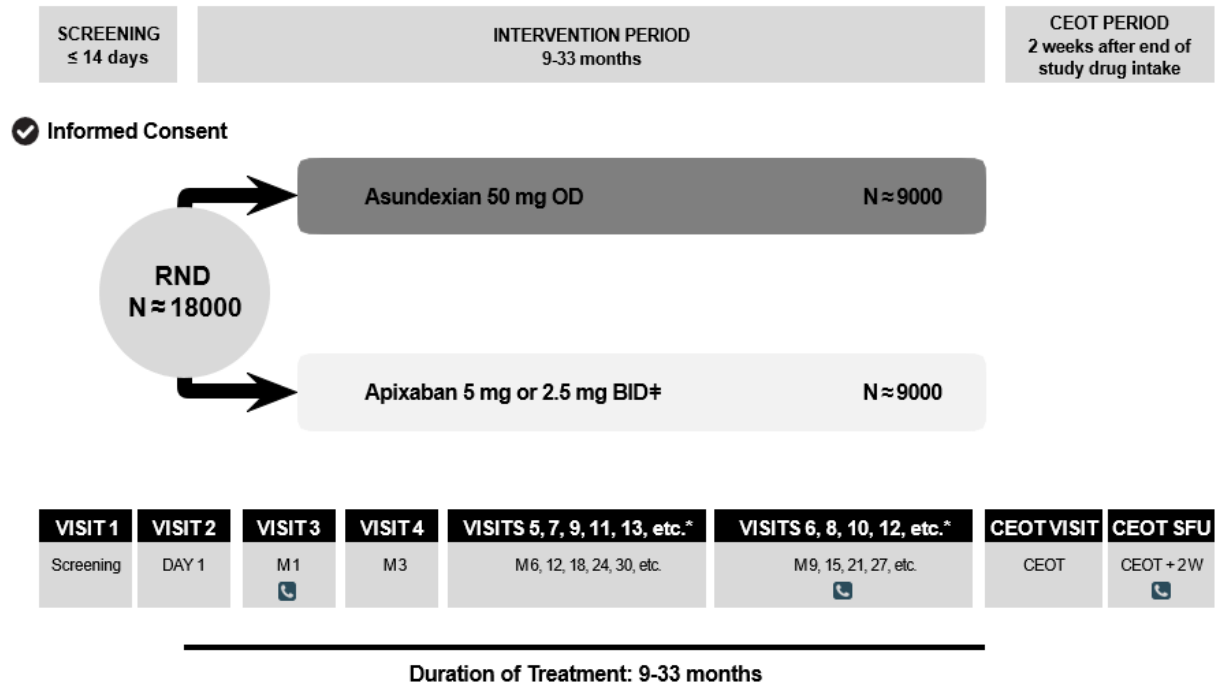 SCREENING
≤ 14 days
INTERVENTION PERIOD
9-33 months
CEOT PERIOD
2 weeks after end of
study drug intake
Informed Consent
Asundexian 50 mg OD N≈9000
RND
N≈18000
Apixaban 5 mg or 2.5 mg BIDǂ N≈9000
VISIT 1 VISIT 2 VISIT 3 VISIT 4 VISITS 5, 7, 9, 11, 13, etc.* VISITS 6, 8, 10, 12, etc.* CEOT VISIT CEOT SFU
Screening DAY 1 M1 M3 M6, 12, 18, 24, 30, etc. M9, 15, 21, 27, etc. CEOT CEOT + 2 W
Duration of Treatment: 9-33 months